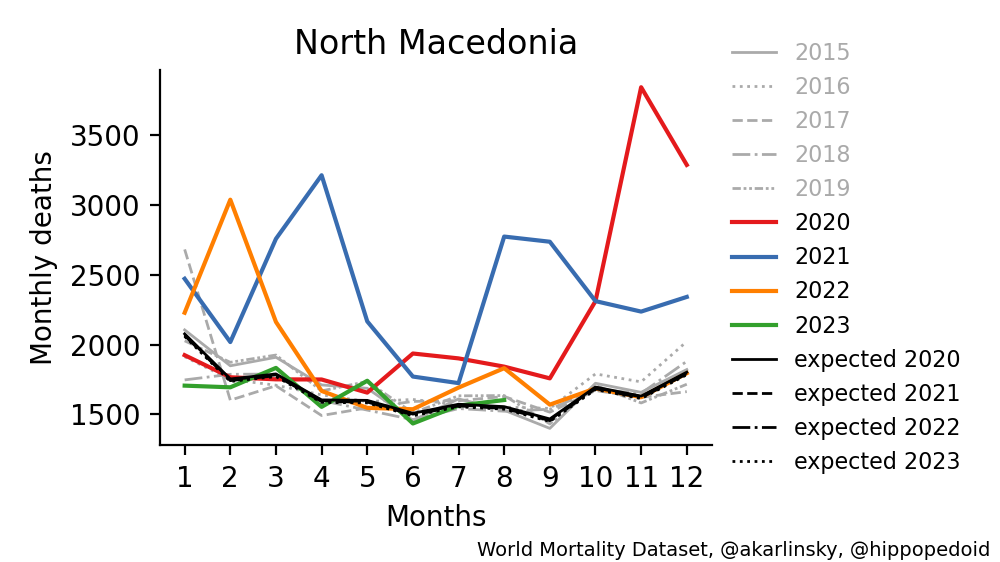 North Macedonia
Monthly deaths
3500
3000
2500
2000
1500
1 2 3 4 5 6 7 8 9 10 11 12
Months
2015
2016
2017
2018
2019
2020
2021
2022
2023
expected 2020
expected 2021
expected 2022
expected 2023
World Mortality Dataset, @akarlinsky, @hippopedoid